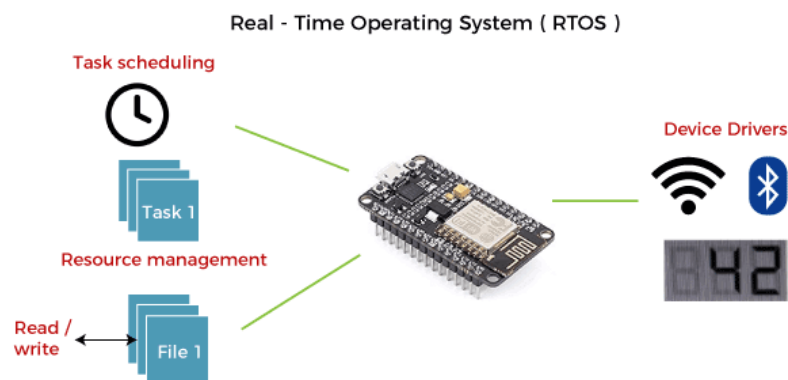 Real - Time Operating System ( RTOS )
Task scheduling
Task 1
Resource management
Read /
write
File 1
Device Drivers
42